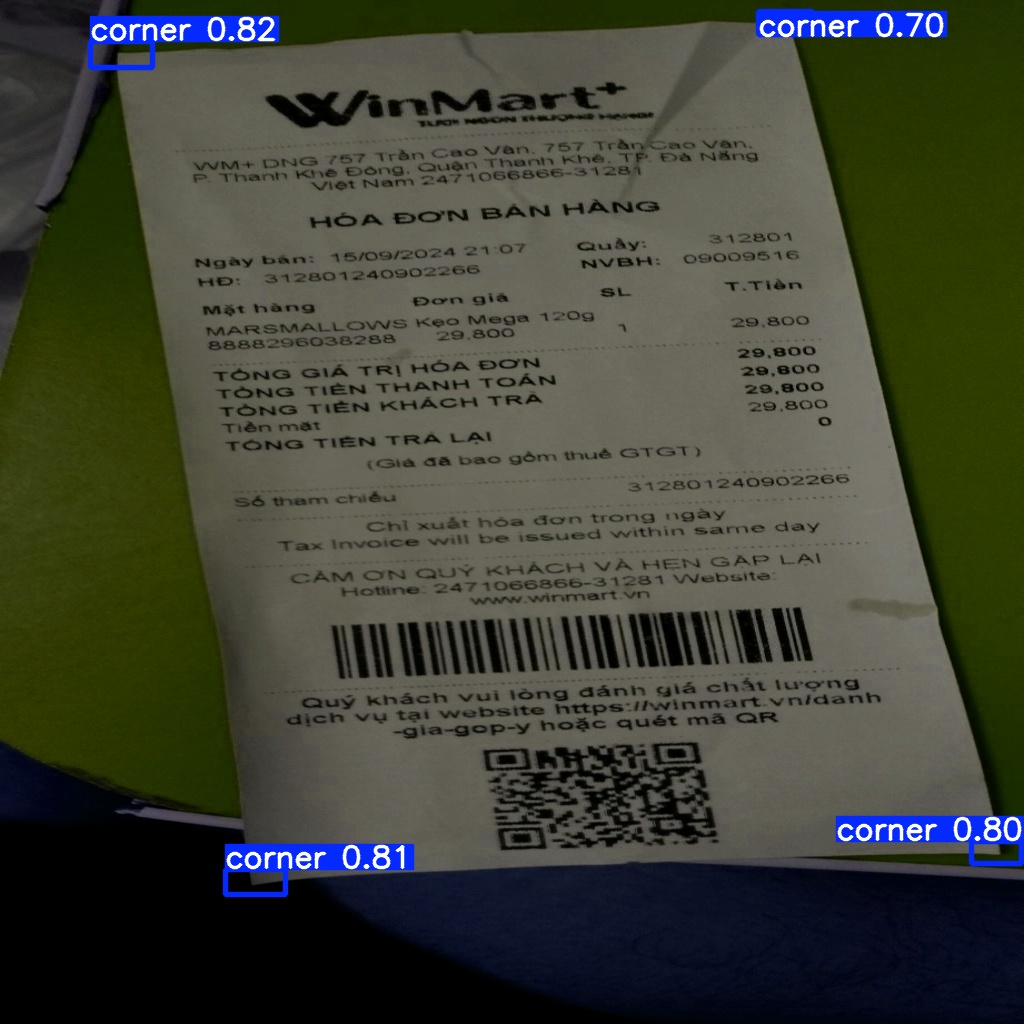 corner 0.82
corner 0.70
WinMart+
TƯƠI NGON THƯỢNG HẠNG!
WM+ DNG 757 Trần Cao Vân, 757 Trần Cao Vân,
P. Thanh Khê Đông, Quận Thanh Khê, TP. Đà Nẵng
Việt Nam 2471066866-31281
HÓA ĐƠN BÁN HÀNG
Ngày bán: 15/09/2024 21:07 Quầy: 312801
HĐ: 312801240902266 NVBH: 09009516
Mặt hàng Đơn giá SL T.Tiền
MARSMALLOWS Kẹo Mega 120g
8888296038288 29,800 1 29,800
TỔNG GIÁ TRỊ HÓA ĐƠN 29,800
TỔNG TIỀN THANH TOÁN 29,800
TỔNG TIỀN KHÁCH TRẢ 29,800
Tiền mặt 29,800
TỔNG TIỀN TRẢ LẠI 0
(Giá đã bao gồm thuế GTGT)
Số tham chiếu 312801240902266
Chỉ xuất hóa đơn trong ngày
Tax Invoice will be issued within same day
CẢM ƠN QUÝ KHÁCH VÀ HẸN GẶP LẠI
Hotline: 2471066866-31281 Website:
www.winmart.vn
Quý khách vui lòng đánh giá chất lượng
dịch vụ tại website https://winmart.vn/danh
-gia-gop-y hoặc quét mã QR
corner 0.80
corner 0.81